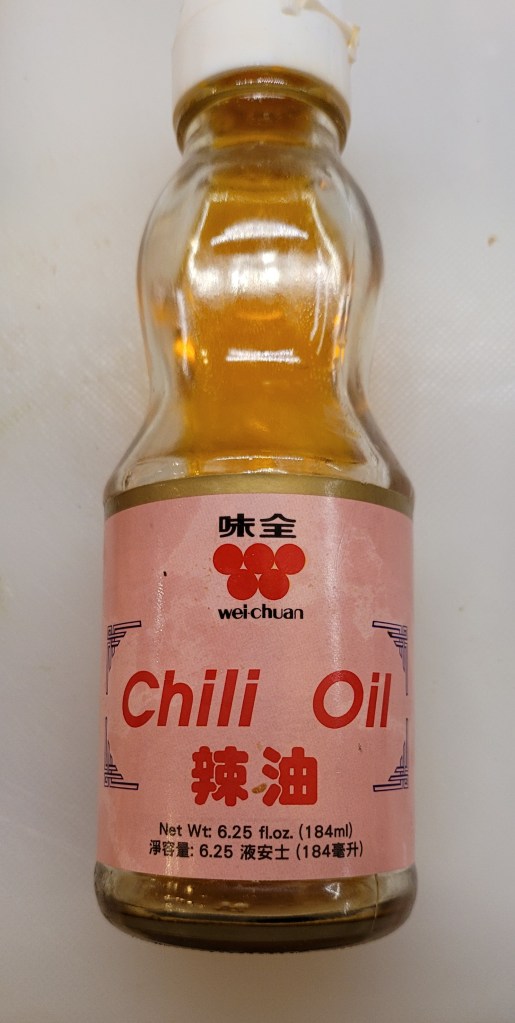 味全
wei-chuan
Chili Oil
辣油
Net Wt: 6.25 fl.oz. (184ml)
淨容量: 6.25 液安士 (184毫升)